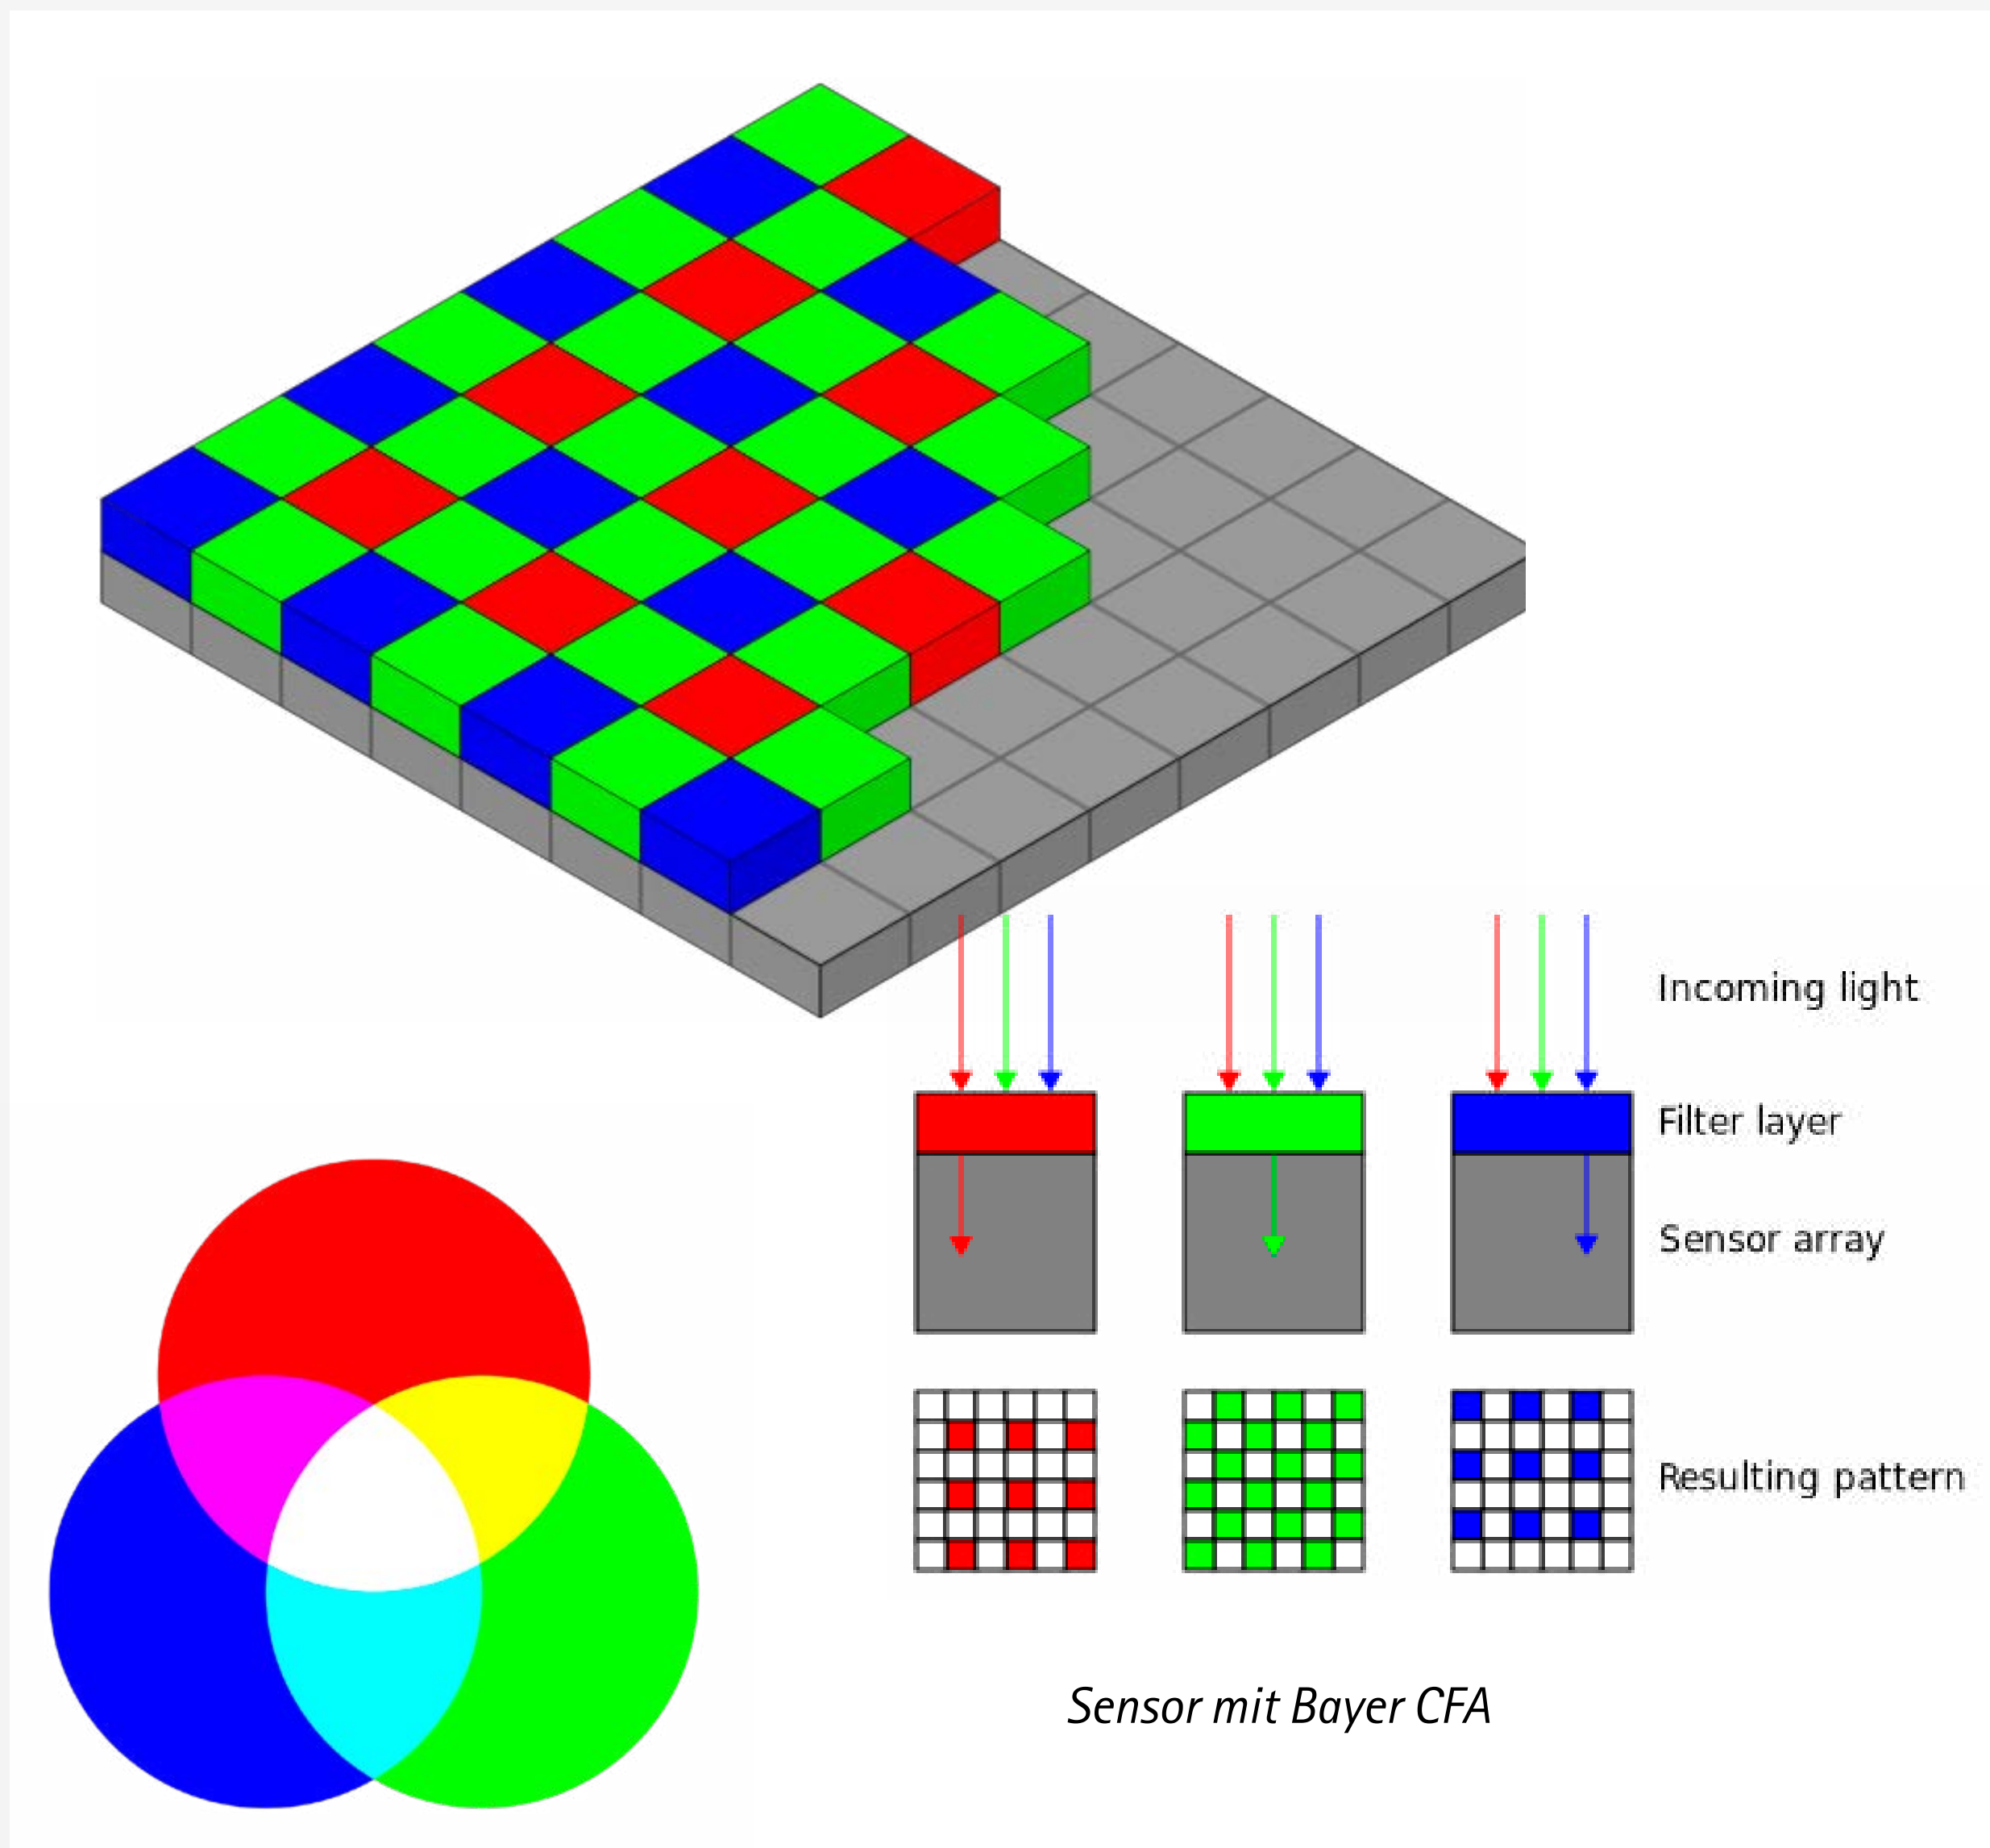 Incoming light
Filter layer
Sensor array
Resulting pattern
Sensor mit Bayer CFA